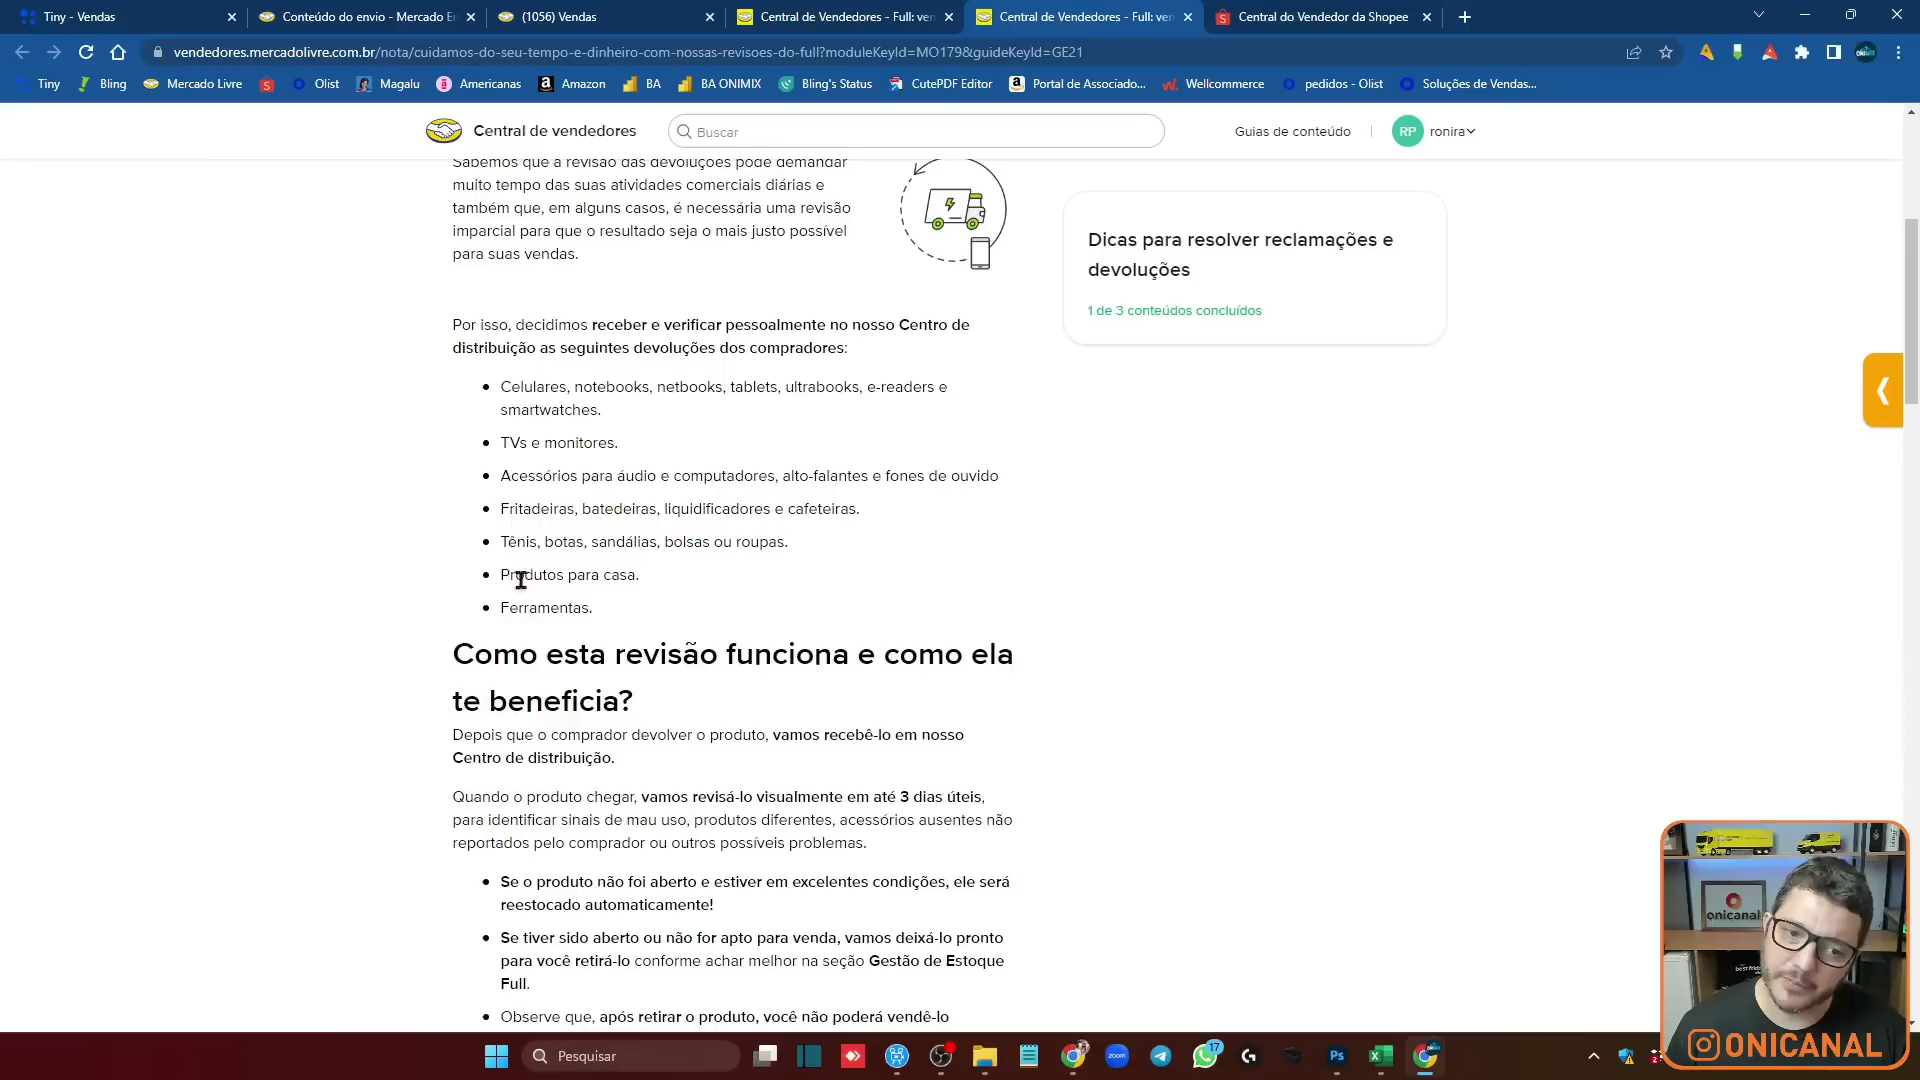 Tiny - Vendas
Conteúdo do envio - Mercado En
(1056) Vendas
Central de Vendedores - Full: ven
Central de Vendedores - Full: ven
Central do Vendedor da Shopee
vendedores.mercadolivre.com.br/nota/cuidamos-do-seu-tempo-e-dinheiro-com-nossas-revisoes-do-full?moduleKeyId=MO179&guideKeyId=GE21
Tiny
Bling
Mercado Livre
Olist
Magalu
Americanas
Amazon
BA
BA ONIMIX
Bling's Status
CutePDF Editor
Portal de Associado...
Wellcommerce
pedidos - Olist
Soluções de Vendas...
Central de vendedores
Buscar
Guias de conteúdo
RP
ronira
Sabemos que a revisão das devoluções pode demandar
muito tempo das suas atividades comerciais diárias e
também que, em alguns casos, é necessária uma revisão
imparcial para que o resultado seja o mais justo possível
para suas vendas.
Dicas para resolver reclamações e
devoluções
1 de 3 conteúdos concluídos
Por isso, decidimos receber e verificar pessoalmente no nosso Centro de
distribuição as seguintes devoluções dos compradores:
Celulares, notebooks, netbooks, tablets, ultrabooks, e-readers e
smartwatches.
TVs e monitores.
Acessórios para áudio e computadores, alto-falantes e fones de ouvido
Fritadeiras, batedeiras, liquidificadores e cafeteiras.
Tênis, botas, sandálias, bolsas ou roupas.
Produtos para casa.
Ferramentas.
Como esta revisão funciona e como ela
te beneficia?
Depois que o comprador devolver o produto, vamos recebê-lo em nosso
Centro de distribuição.
Quando o produto chegar, vamos revisá-lo visualmente em até 3 dias úteis,
para identificar sinais de mau uso, produtos diferentes, acessórios ausentes não
reportados pelo comprador ou outros possíveis problemas.
Se o produto não foi aberto e estiver em excelentes condições, ele será
reestocado automaticamente!
Se tiver sido aberto ou não for apto para venda, vamos deixá-lo pronto
para você retirá-lo conforme achar melhor na seção Gestão de Estoque
Full.
Observe que, após retirar o produto, você não poderá vendê-lo
onicanal
ONICANAL
Pesquisar
zoom
17
Ps